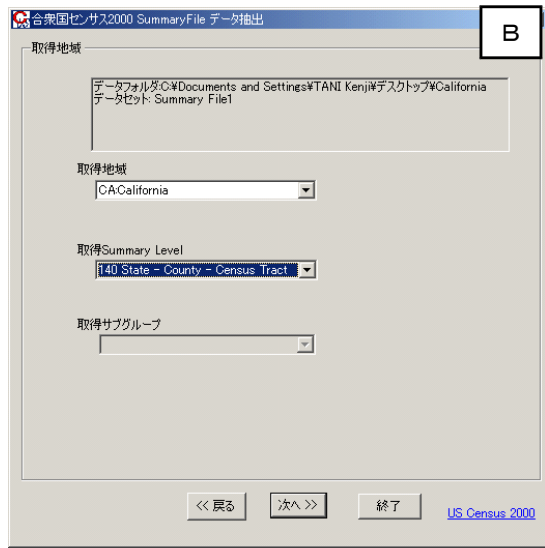 合衆国センサス2000 SummaryFile データ抽出
B
取得地域
データフォルダ:C:¥Documents and Settings¥TANI Kenji¥デスクトップ¥California
データセット: Summary File1
取得地域
CA:California
取得Summary Level
140 State - County - Census Tract
取得サブグループ
<< 戻る
次へ >>
終了
US Census 2000